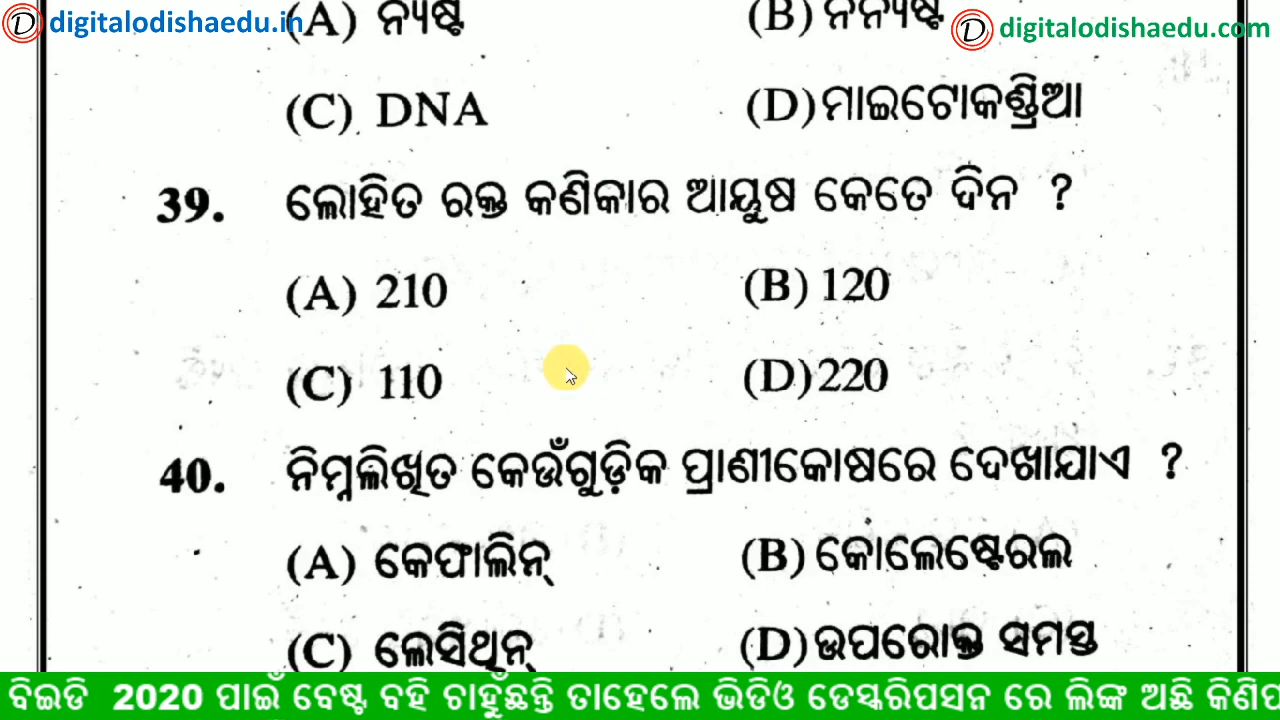 digitalodishaedu.in
digitalodishaedu.com
(A) ନ୍ୟଷ୍ଟି (B) ନନ୍ୟଷ୍ଟି
(C) DNA (D) ମାଇଟୋକଣ୍ଡ୍ରିଆ
39. ଲୋହିତ ରକ୍ତ କଣିକାର ଆୟୁଷ କେତେ ଦିନ ?
(A) 210 (B) 120
(C) 110 (D) 220
40. ନିମ୍ନଲିଖିତ କେଉଁଗୁଡ଼ିକ ପ୍ରାଣୀକୋଷରେ ଦେଖାଯାଏ ?
(A) କେଫାଲିନ୍ (B) କୋଲେଷ୍ଟେରଲ
(C) ଲେସିଥିନ୍ (D) ଉପରୋକ୍ତ ସମସ୍ତ
ବିଇଡି 2020 ପାଇଁ ବେଷ୍ଟ ବହି ଚାହୁଁଛନ୍ତି ତାହେଲେ ଭିଡିଓ ଡେସ୍କରିପସନ ରେ ଲିଙ୍କ ଅଛି